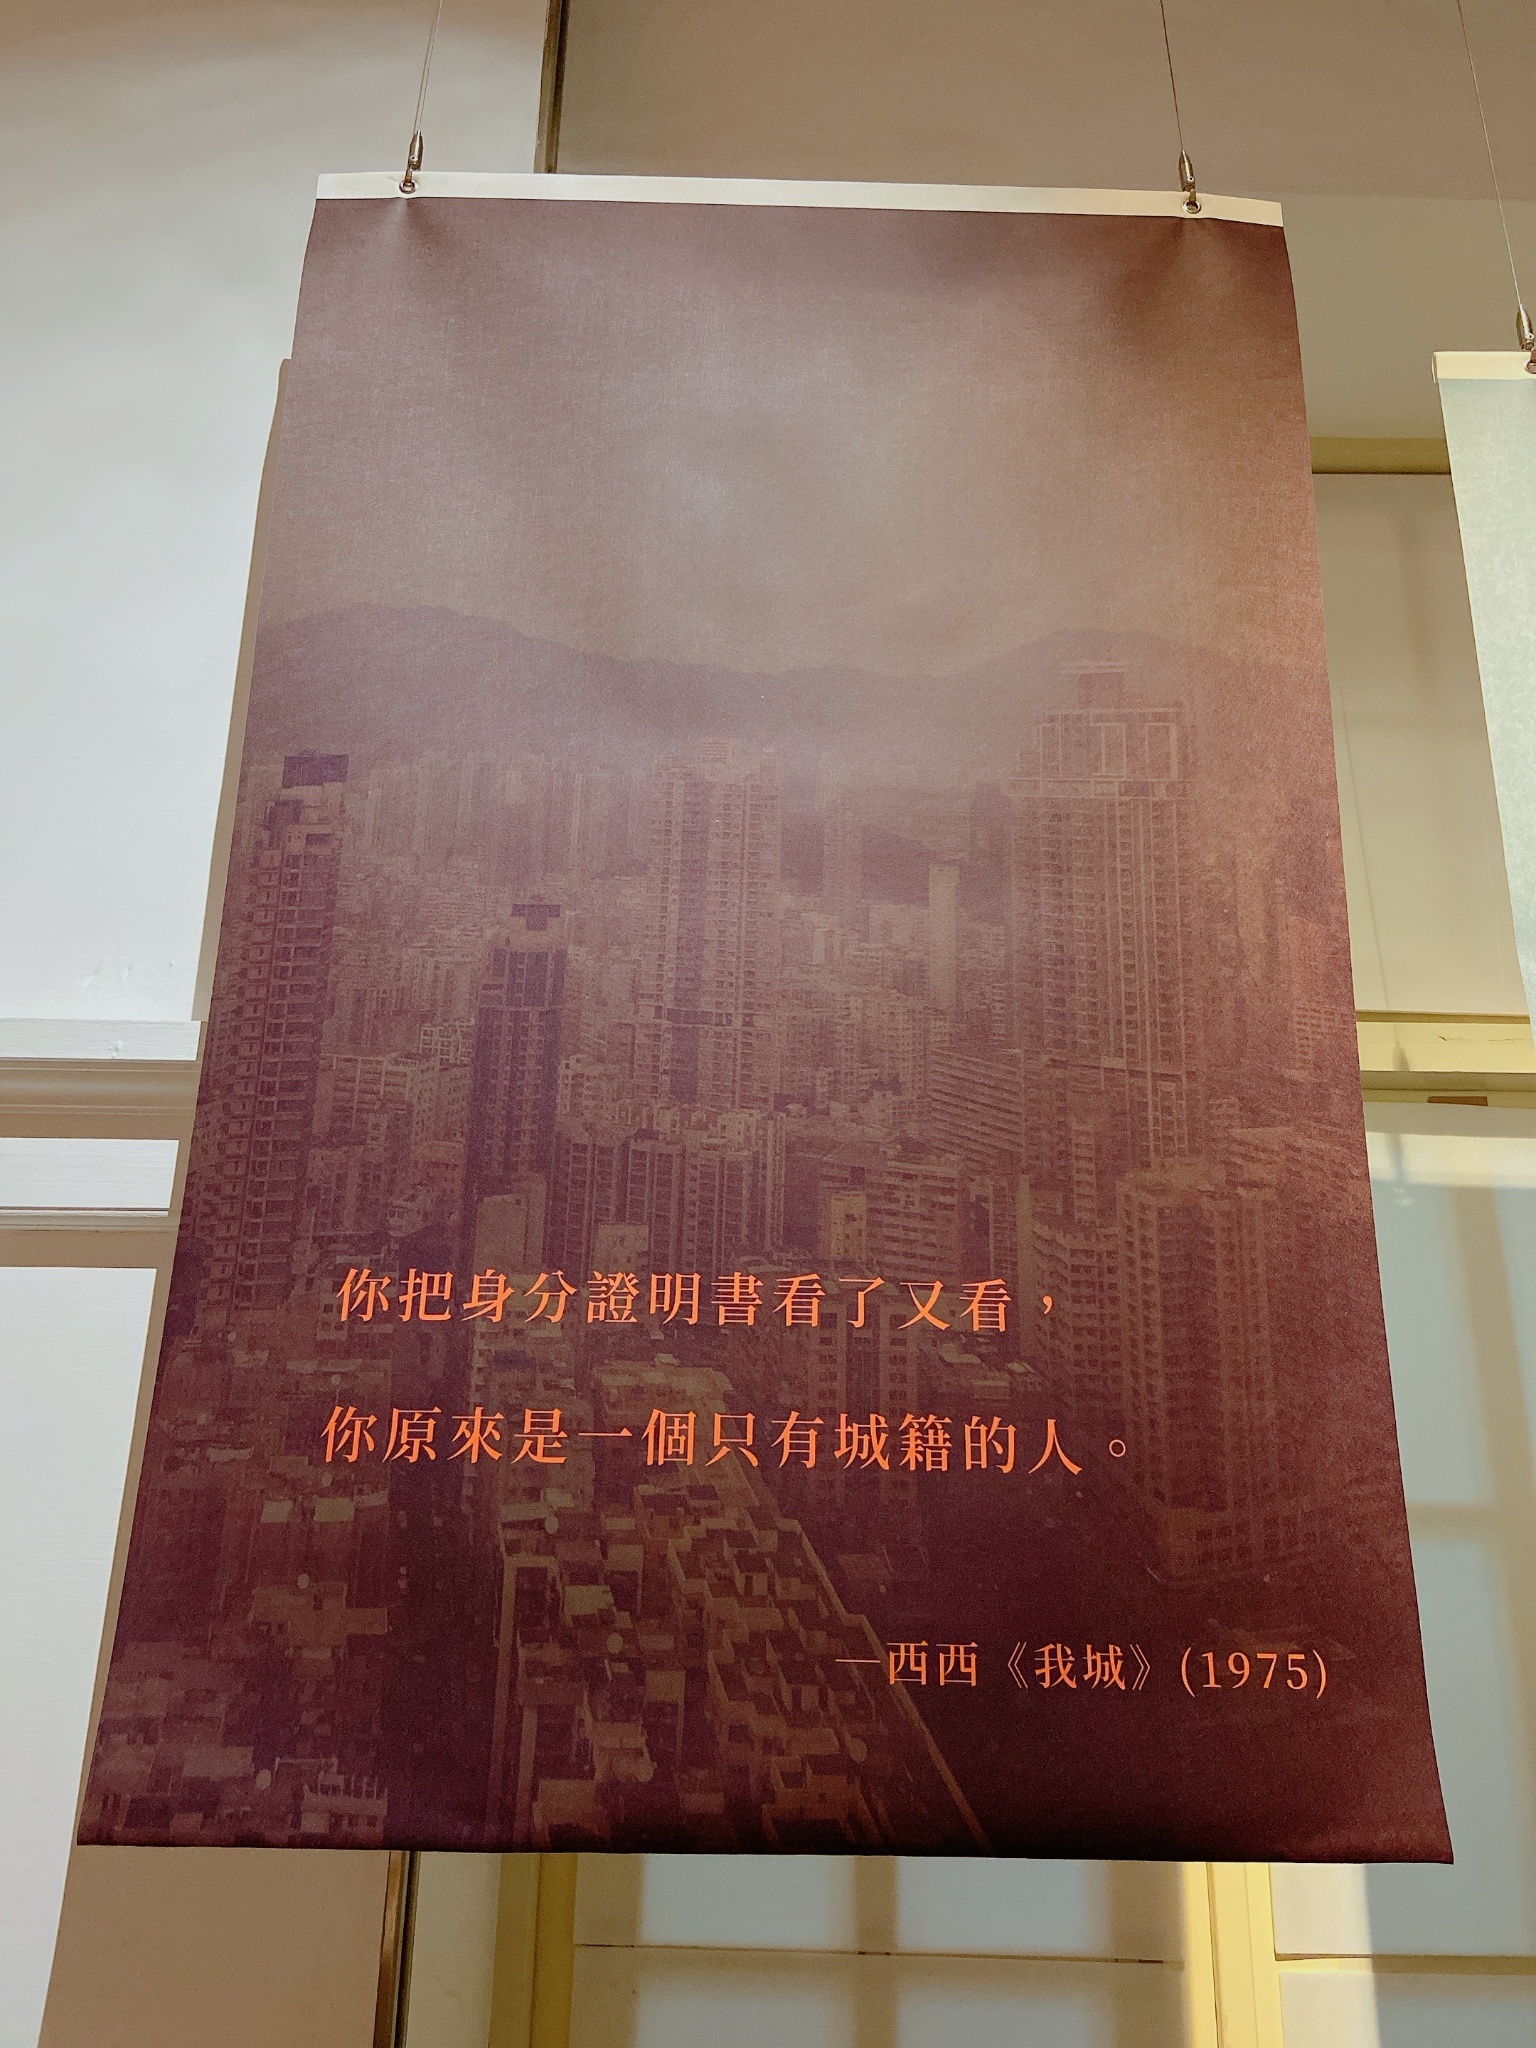 你把身分證明書看了又看，
你原來是一個只有城籍的人。
—西西《我城》(1975)